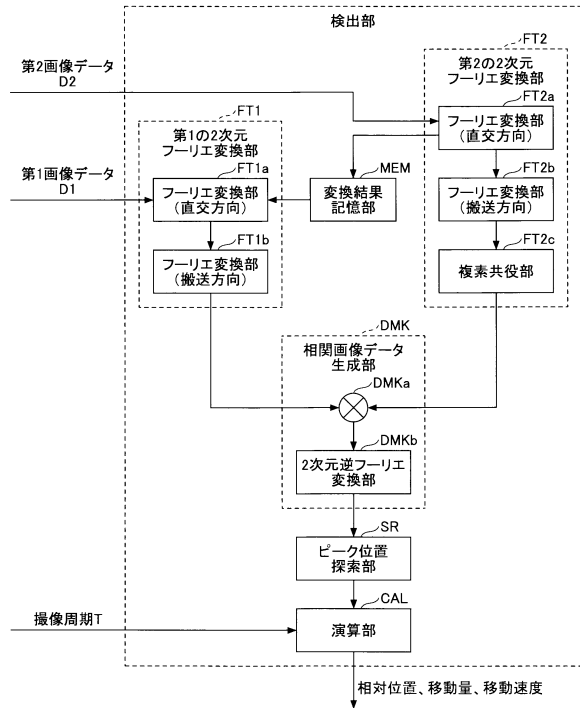 検出部
FT2
第2の2次元
フーリエ変換部
FT2a
フーリエ変換部
(直交方向)
FT2b
フーリエ変換部
(搬送方向)
FT2c
複素共役部
第2画像データ
D2
FT1
第1の2次元
フーリエ変換部
FT1a
フーリエ変換部
(直交方向)
FT1b
フーリエ変換部
(搬送方向)
MEM
変換結果
記憶部
第1画像データ
D1
DMK
相関画像データ
生成部
DMKa
DMKb
2次元逆フーリエ
変換部
SR
ピーク位置
探索部
CAL
演算部
撮像周期T
相対位置、移動量、移動速度